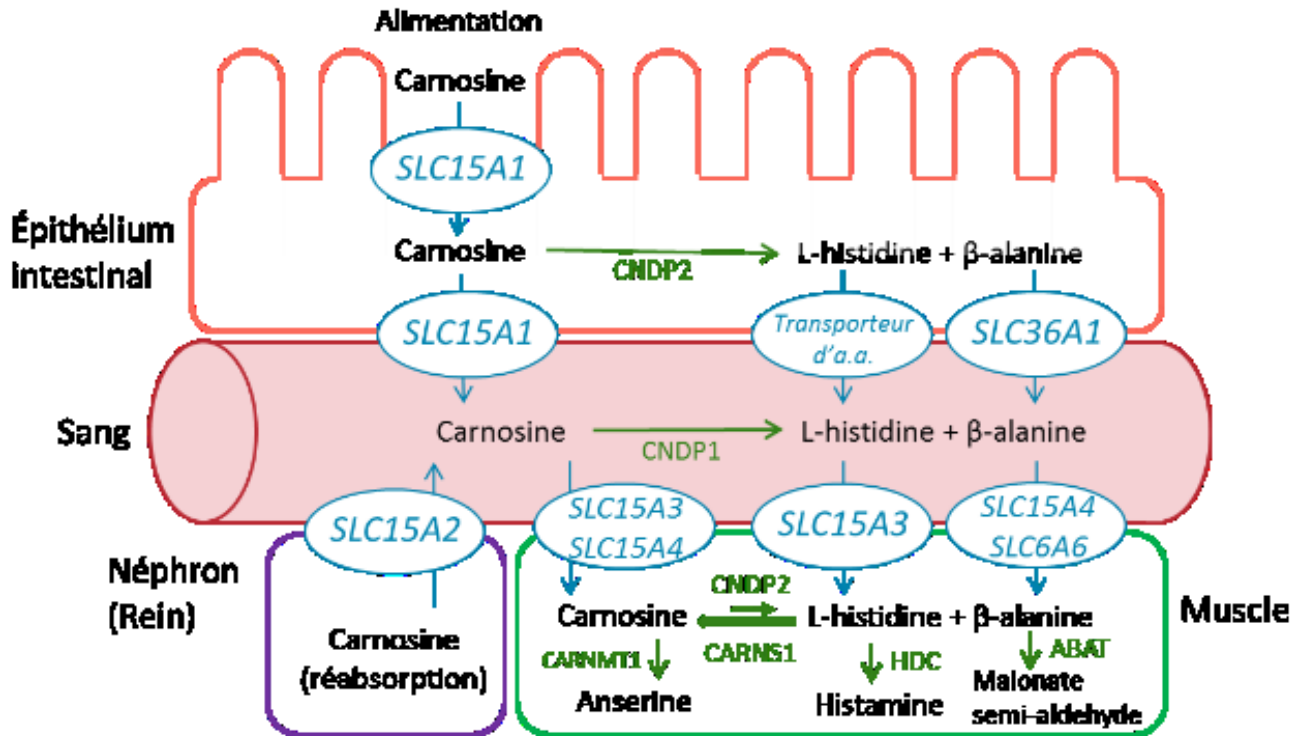 Alimentation
Carnosine
SLC15A1
Épithélium
intestinal
Carnosine
CNDP2
L-histidine + β-alanine
SLC15A1
Transporteur
d'a.a.
SLC36A1
Sang
Carnosine
CNDP1
L-histidine + β-alanine
SLC15A2
SLC15A3
SLC15A4
SLC15A3
SLC15A4
SLC6A6
Néphron
(Rein)
Carnosine
(réabsorption)
Muscle
CNDP2
Carnosine
L-histidine + β-alanine
CARNS1
CARNMT1
HDC
ABAT
Anserine
Histamine
Malonate
semi-aldehyde